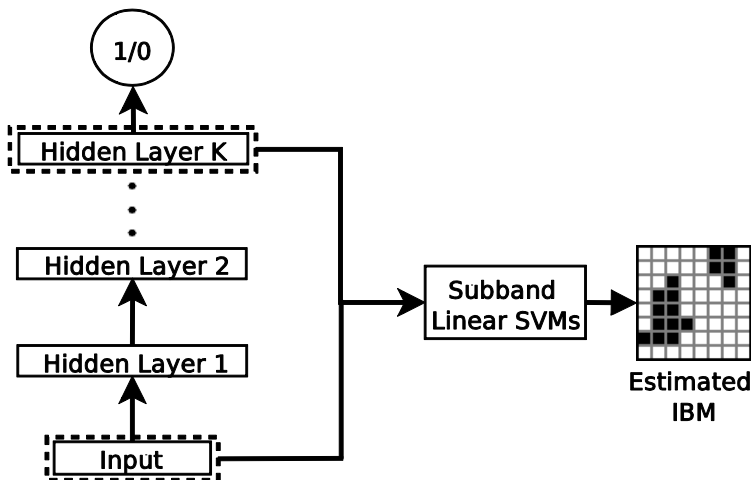 1/0
Hidden Layer K
Hidden Layer 2
Hidden Layer 1
Input
Subband
Linear SVMs
Estimated
IBM